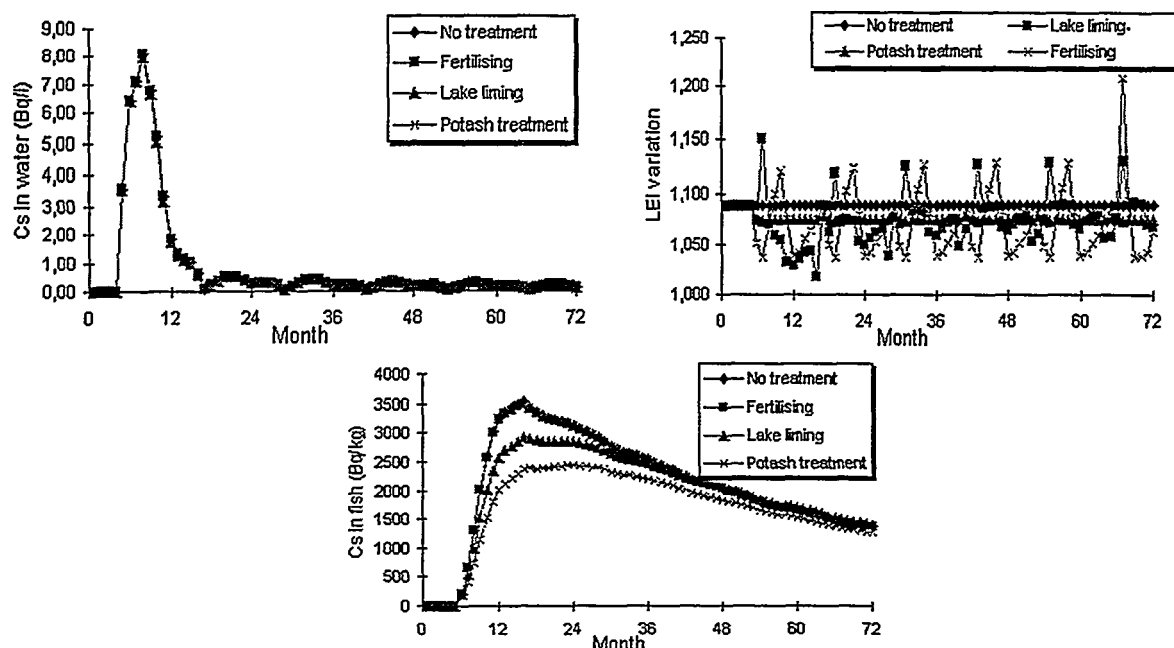 Cs In water (Bq/l)
9,00
8,00
7,00
6,00
5,00
4,00
3,00
2,00
1,00
0,00
0 12 24 36 48 60 72
Month
No treatment
Fertilising
Lake liming
Potash treatment
LEI variation
1,250
1,200
1,150
1,100
1,050
1,000
0 12 24 36 48 60 72
Month
No treatment Lake liming.
Potash treatment Fertilising
Cs In fish (Bq/kg)
4000
3500
3000
2500
2000
1500
1000
500
0
0 12 24 36 48 60 72
Month
No treatment
Fertilising
Lake liming
Potash treatment